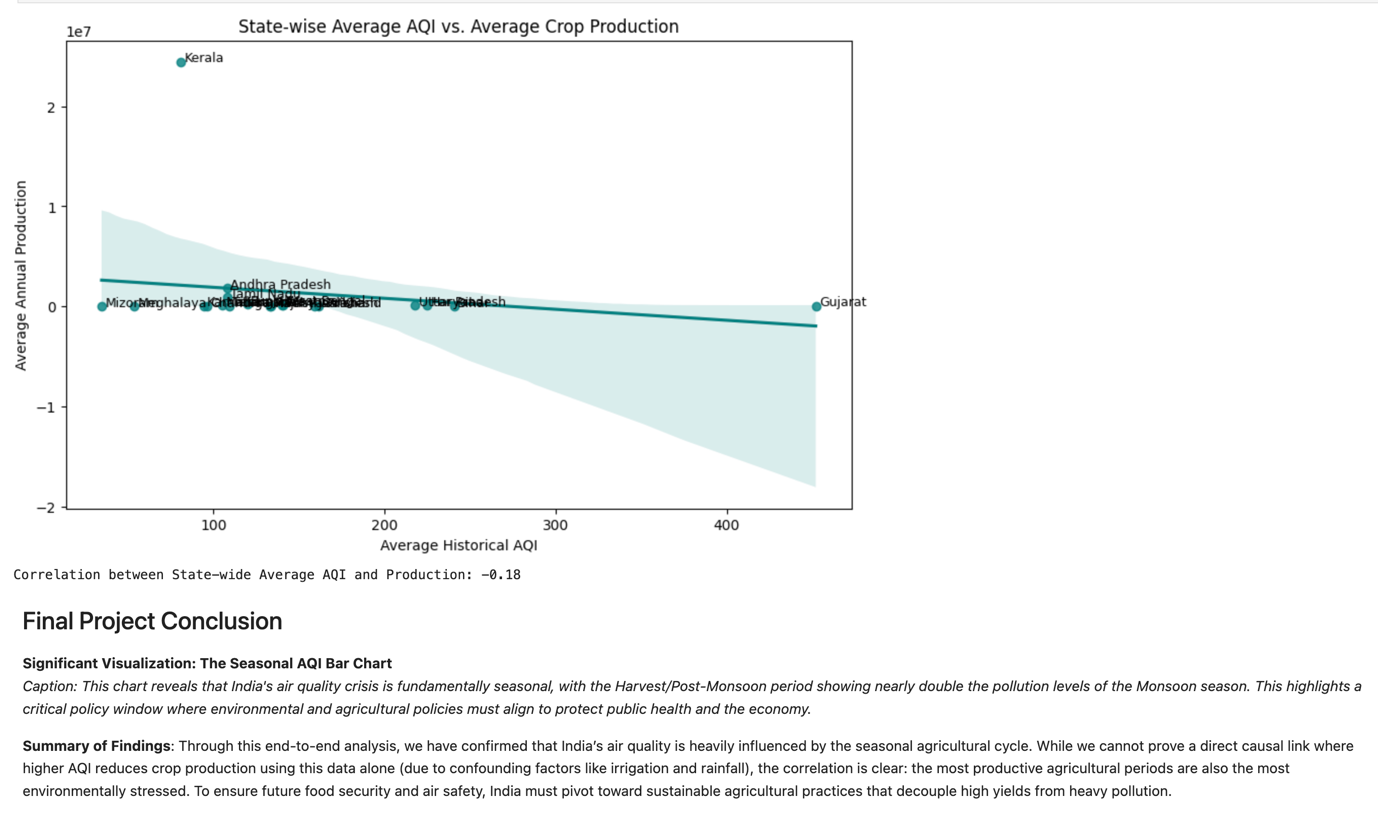 State-wise Average AQI vs. Average Crop Production
1e7
Kerala
2
1
Andhra Pradesh
Tamil Nadu
Mizoram
Meghalaya
Uttar Pradesh
Gujarat
0
−1
−2
Average Annual Production
100 200 300 400
Average Historical AQI
Correlation between State-wide Average AQI and Production: -0.18
Final Project Conclusion
Significant Visualization: The Seasonal AQI Bar Chart
Caption: This chart reveals that India's air quality crisis is fundamentally seasonal, with the Harvest/Post-Monsoon period showing nearly double the pollution levels of the Monsoon season. This highlights a
critical policy window where environmental and agricultural policies must align to protect public health and the economy.
Summary of Findings: Through this end-to-end analysis, we have confirmed that India’s air quality is heavily influenced by the seasonal agricultural cycle. While we cannot prove a direct causal link where
higher AQI reduces crop production using this data alone (due to confounding factors like irrigation and rainfall), the correlation is clear: the most productive agricultural periods are also the most
environmentally stressed. To ensure future food security and air safety, India must pivot toward sustainable agricultural practices that decouple high yields from heavy pollution.